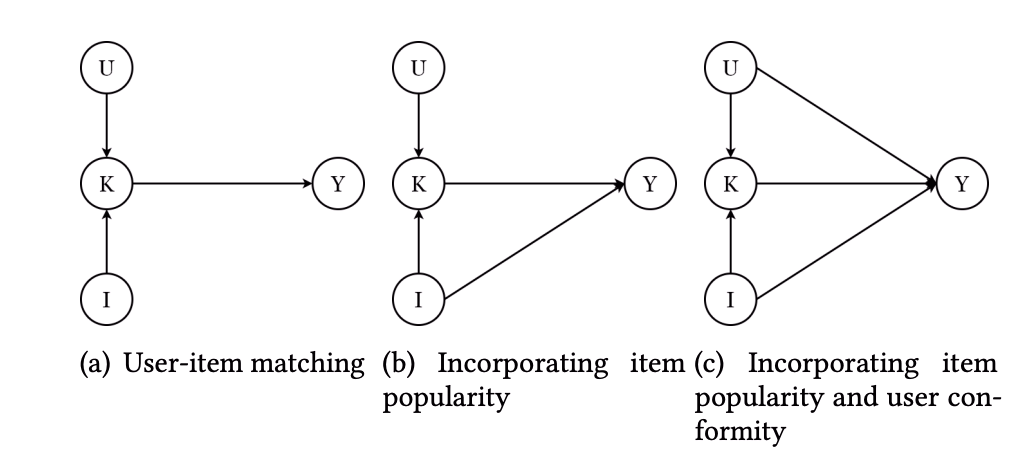 U
K
Y
I
U
K
Y
I
U
K
Y
I
(a) User-item matching
(b) Incorporating item
popularity
(c) Incorporating item
popularity and user con-
formity